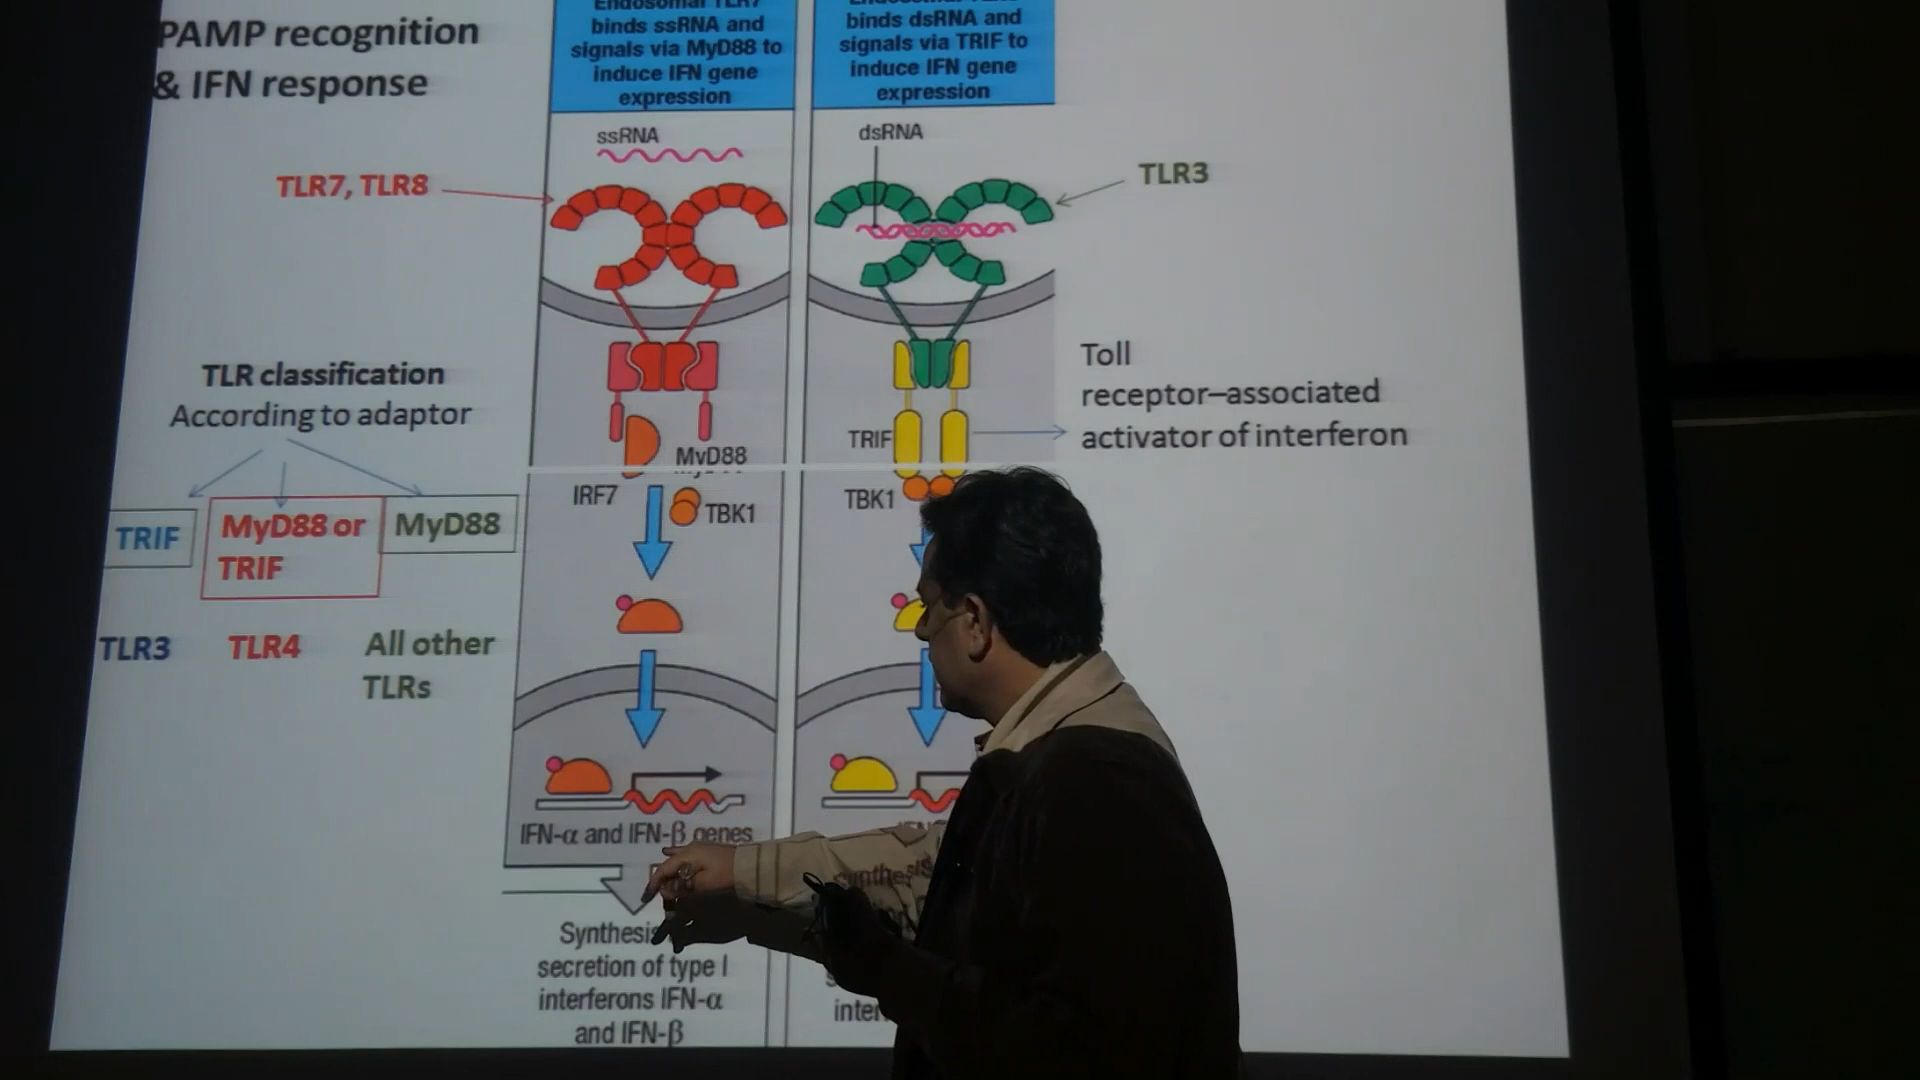 PAMP recognition
& IFN response
Endosomal TLR7
binds ssRNA and
signals via MyD88 to
induce IFN gene
expression
binds dsRNA and
signals via TRIF to
induce IFN gene
expression
ssRNA
dsRNA
TLR7, TLR8
TLR3
TLR classification
According to adaptor
Toll
receptor–associated
activator of interferon
MyD88
TRIF
IRF7
TBK1
TBK1
TRIF
MyD88 or
TRIF
MyD88
TLR3
TLR4
All other
TLRs
IFN-α and IFN-β genes
Synthesis
secretion of type I
interferons IFN-α
and IFN-β
synthesis
inter